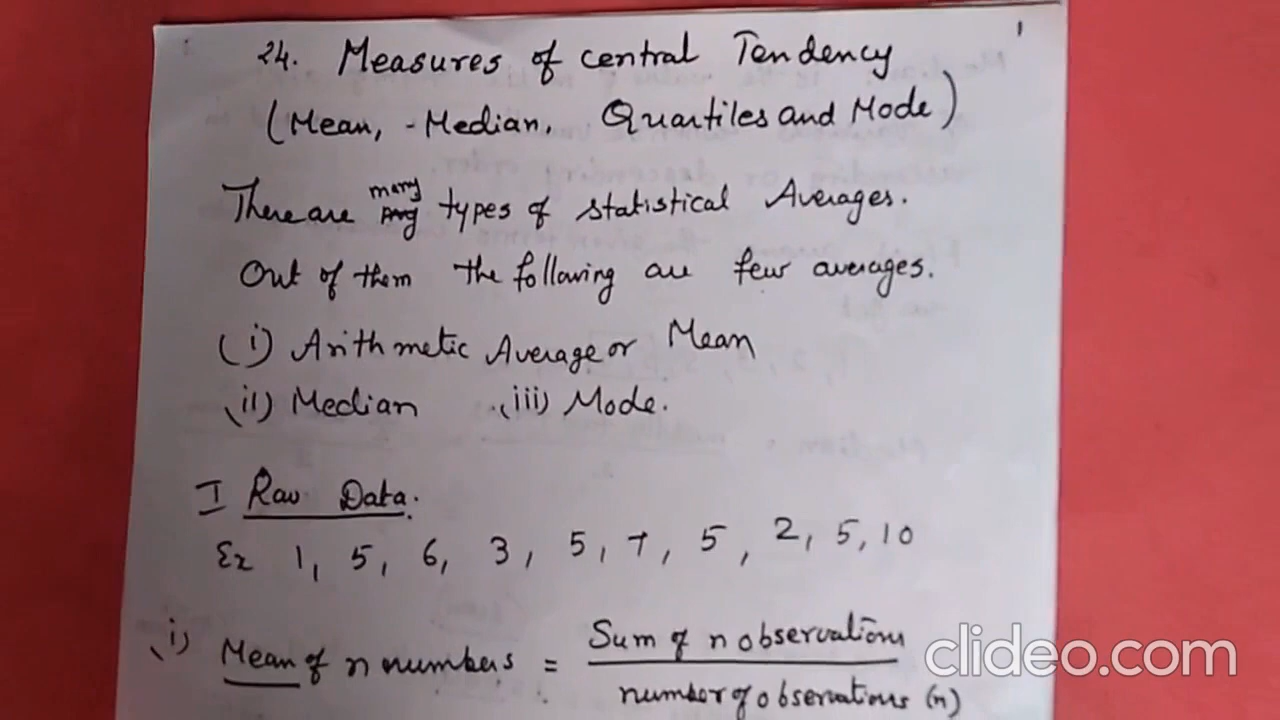 1
24. Measures of central Tendency
(Mean, -Median, Quartiles and Mode)
many
There are types of statistical Averages.
Out of them the following are few averages.
(i) Arithmetic Average or Mean
(ii) Median (iii) Mode.
I Raw Data.
Ex 1, 5, 6, 3, 5, 7, 5, 2, 5, 10
(i) Mean of n numbers = Sum of n observations
number of observations (n)
clideo.com